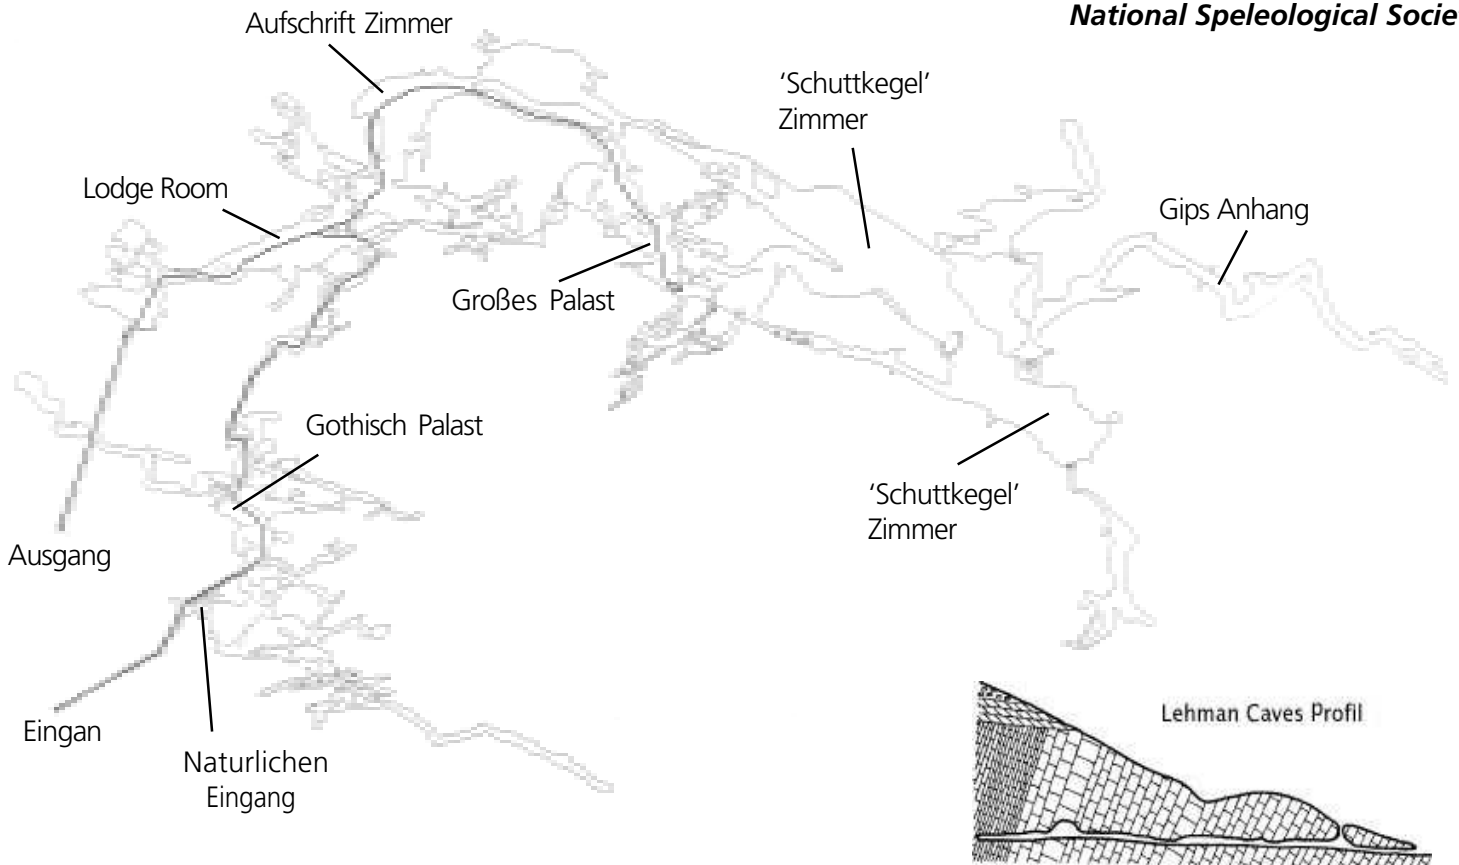 National Speleological Socie
Aufschrift Zimmer
'Schuttkegel'
Zimmer
Lodge Room
Gips Anhang
Großes Palast
Gothisch Palast
'Schuttkegel'
Zimmer
Ausgang
Eingan
Naturlichen
Eingang
Lehman Caves Profil